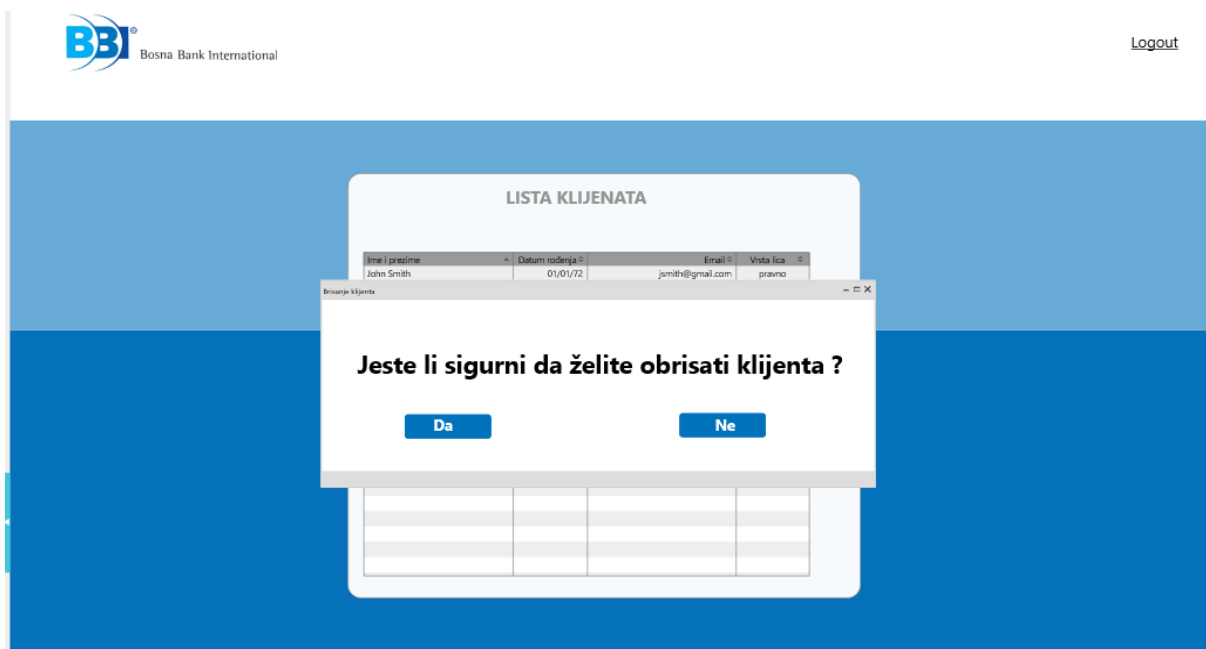 BBI®
Bosna Bank International
Logout
LISTA KLIJENATA
Ime i prezime Datum rođenja Email Vrsta lica
John Smith 01/01/72 jsmith@gmail.com pravno
Brisanje klijenta
Jeste li sigurni da želite obrisati klijenta ?
Da Ne